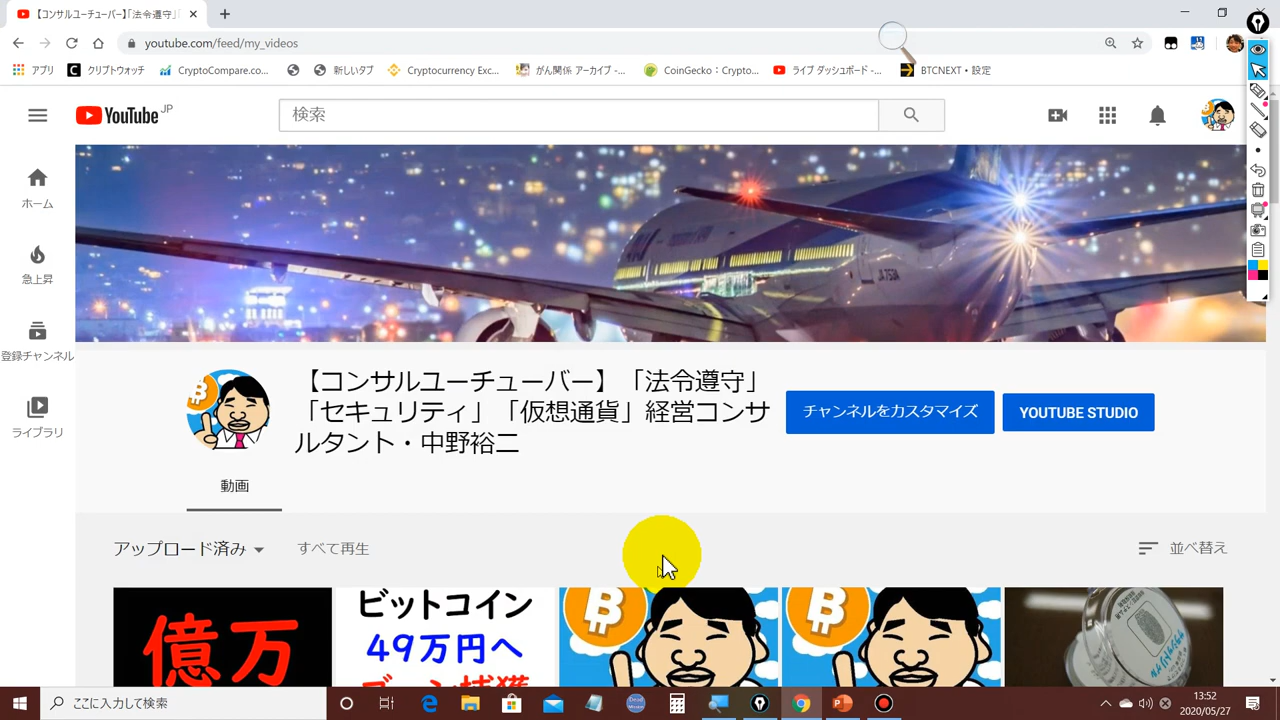 【コンサルユーチューバー】「法令遵守」
youtube.com/feed/my_videos
アプリ クリプトウォッチ CryptoCompare.co... 新しいタブ Cryptocurrency Exc... がん関係 アーカイブ -... CoinGecko : Crypto... ライブ ダッシュボード - ... BTCNEXT・設定
YouTube JP
検索
ホーム
急上昇
登録チャンネル
ライブラリ
JA753A
【コンサルユーチューバー】「法令遵守」
「セキュリティ」「仮想通貨」経営コンサ
ルタント・中野裕二
チャンネルをカスタマイズ
YOUTUBE STUDIO
動画
アップロード済み すべて再生 並べ替え
億万
ビットコイン
49万円へ
ここに入力して検索
13:52
2020/05/27